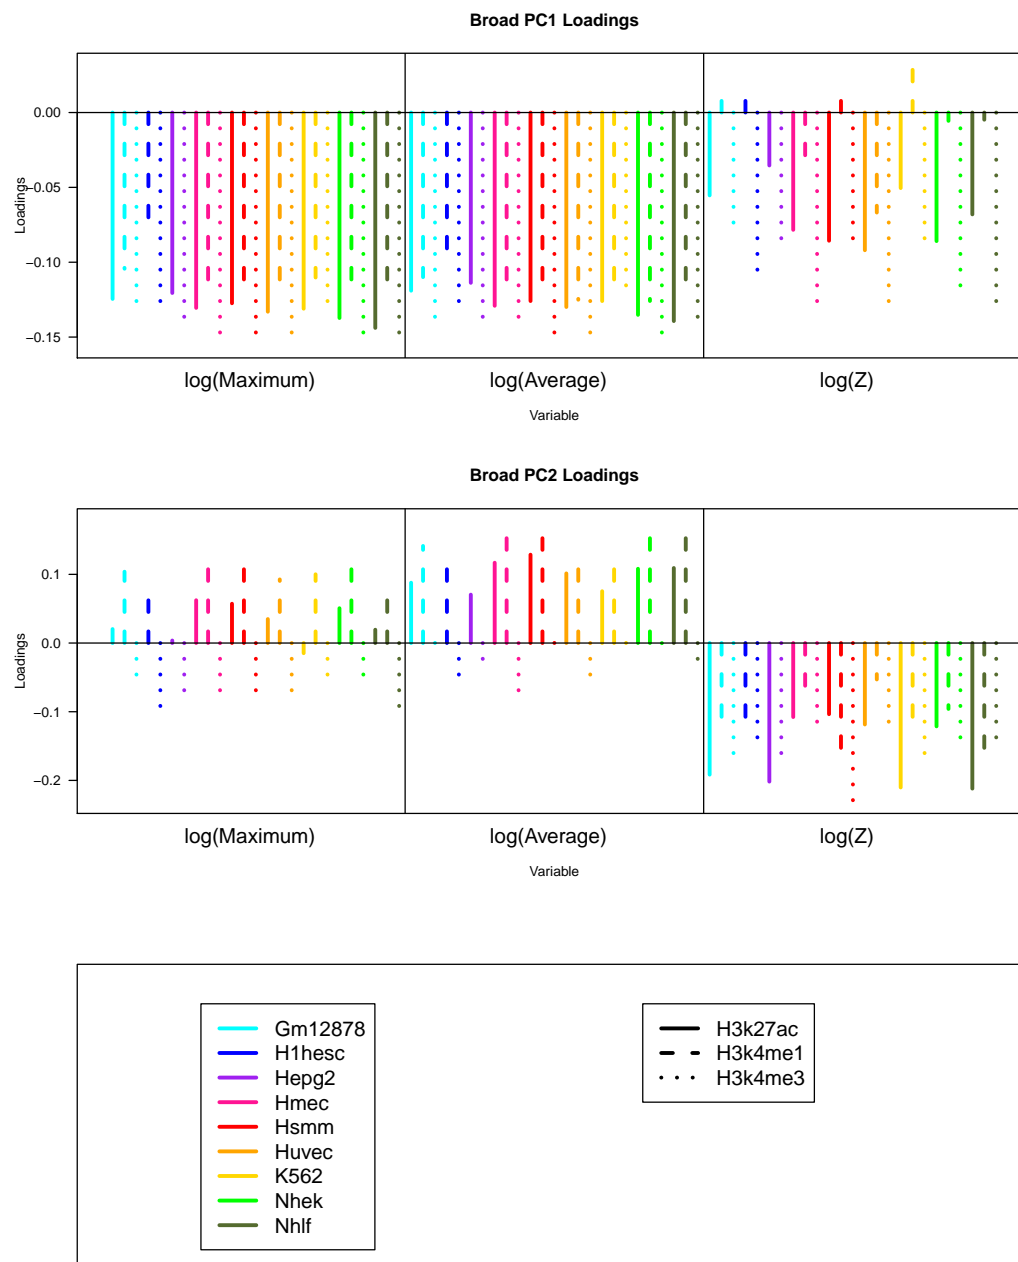 Broad PC1 Loadings
Loadings
0.00
−0.05
−0.10
−0.15
log(Maximum) log(Average) log(Z)
Variable
Broad PC2 Loadings
Loadings
0.1
0.0
−0.1
−0.2
log(Maximum) log(Average) log(Z)
Variable
Gm12878
H1hesc
Hepg2
Hmec
Hsmm
Huvec
K562
Nhek
Nhlf
H3k27ac
H3k4me1
H3k4me3